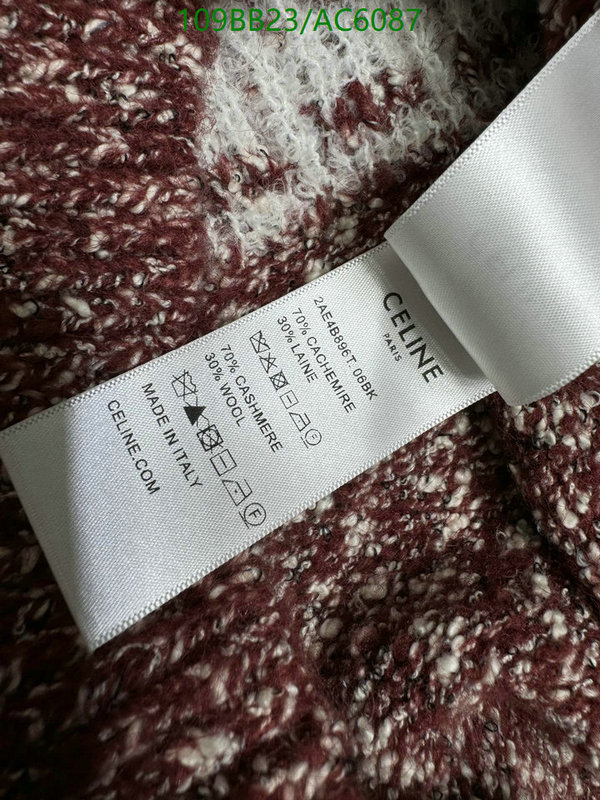 109BB23/AC6087
CELINE
PARIS
2AE4B896T 06BK
70% CACHEMIRE
30% LAINE
70% CASHMERE
30% WOOL
F
MADE IN ITALY
CELINE.COM